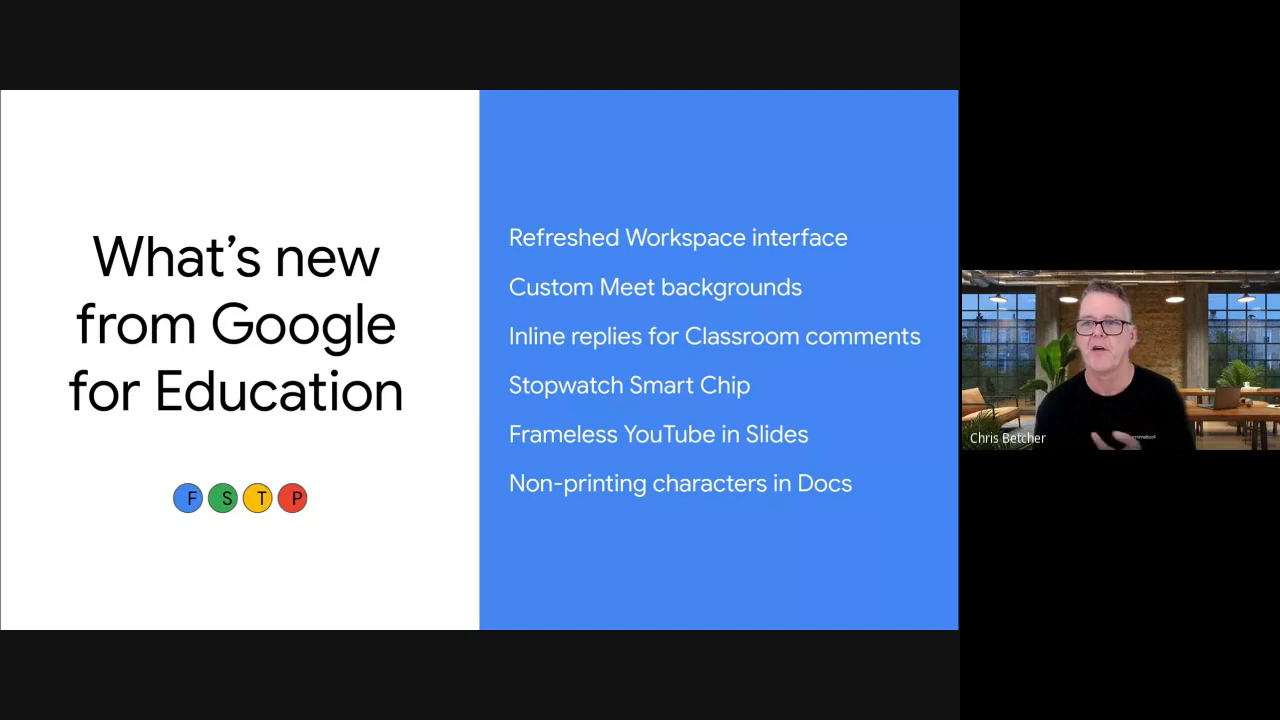 What's new
from Google
for Education
F S T P
Refreshed Workspace interface
Custom Meet backgrounds
Inline replies for Classroom comments
Stopwatch Smart Chip
Frameless YouTube in Slides
Non-printing characters in Docs
Chris Betcher